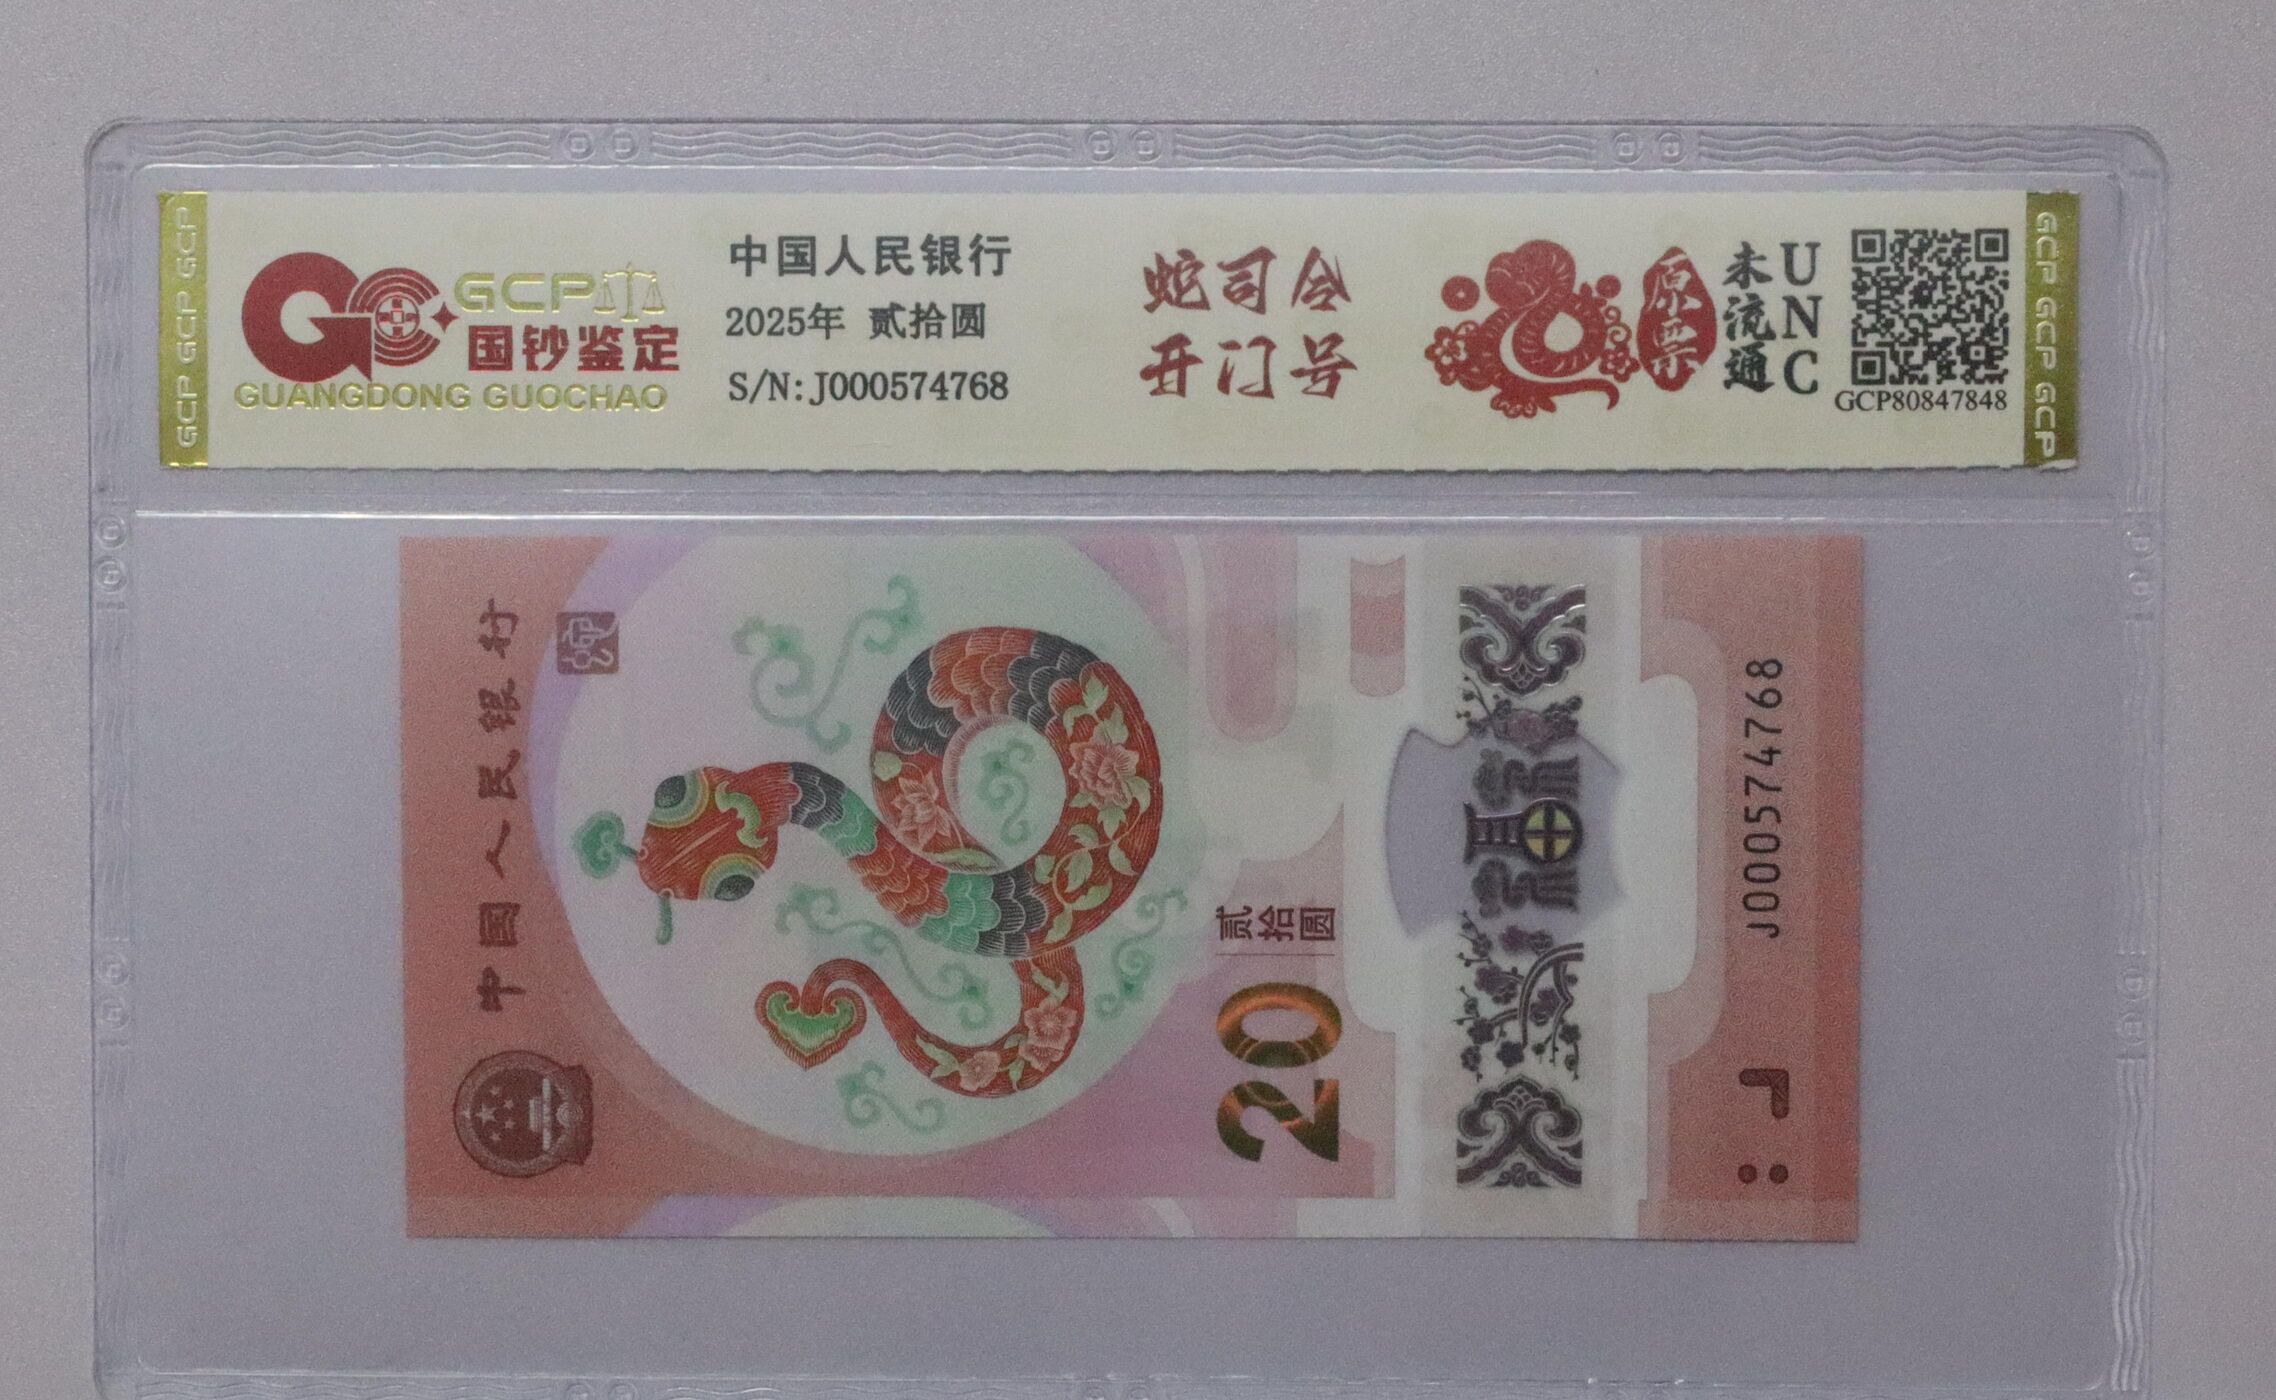 GCP GCP GCP
GCP
国钞鉴定
GUANGDONG GUOCHAO
中国人民银行
2025年 贰拾圆
S/N:J000574768
蛇司令
开门号
原票
未流通
UNC
GCP80847848
GCP GCP GCP GCP
中国人民银行
贰拾圆
20
J000574768